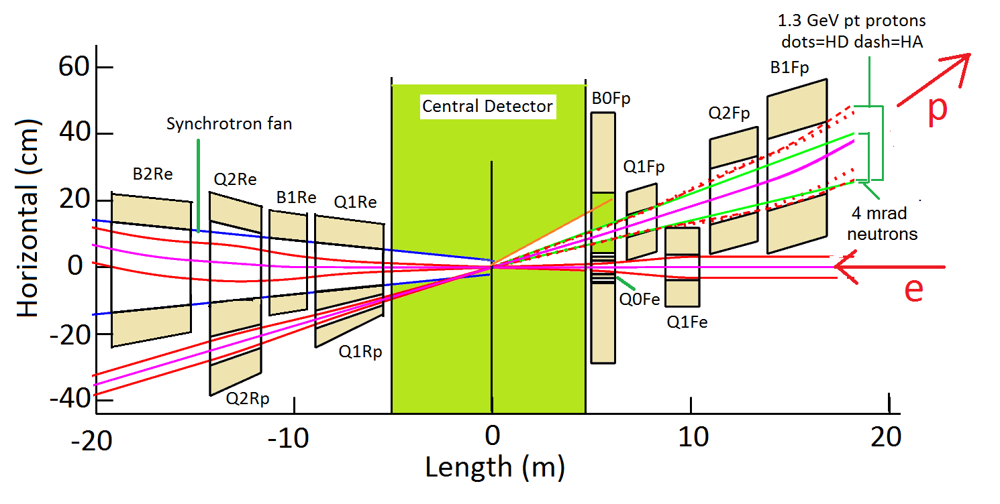 1.3 GeV pt protons
dots=HD dash=HA
60
B1Fp
Central Detector
B0Fp
p
Q2Fp
Synchrotron fan
40
Horizontal (cm)
Q1Fp
B2Re
Q2Re
B1Re
Q1Re
20
4 mrad
neutrons
0
e
Q0Fe
Q1Fe
-20
Q1Rp
Q2Rp
-40
-20
-10
0
10
20
Length (m)